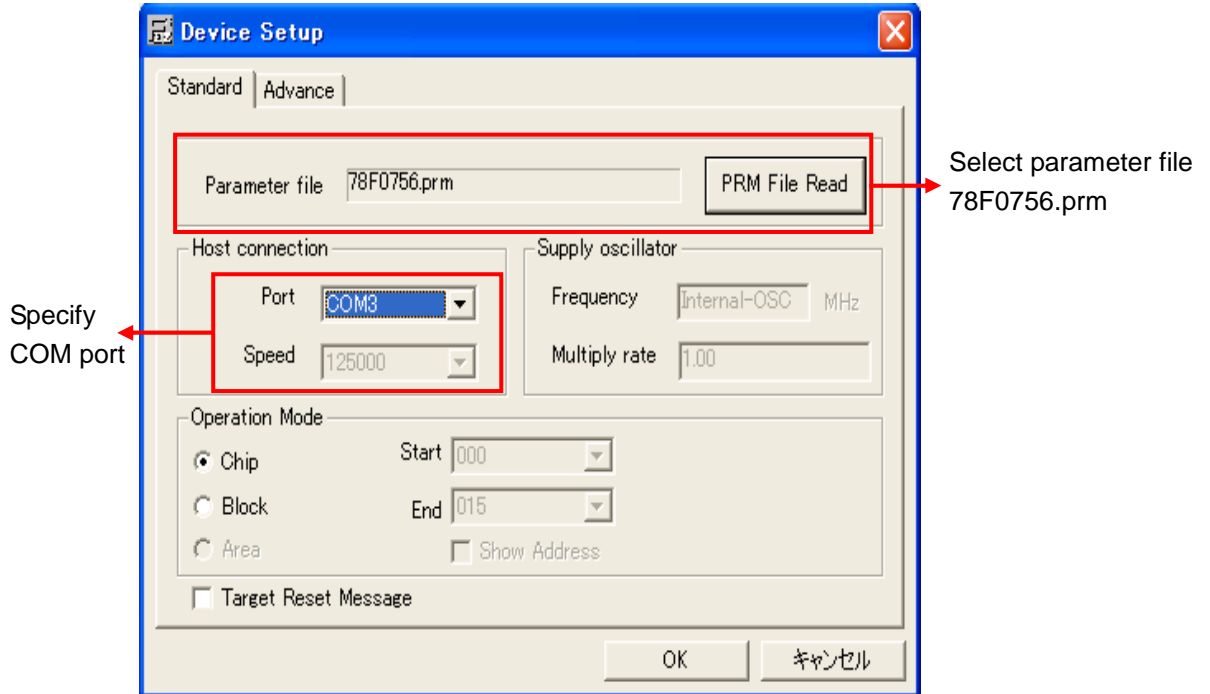 Device Setup
Standard
Advance
Parameter file
78F0756.prm
PRM File Read
Select parameter file
78F0756.prm
Host connection
Port
COM3
Speed
125000
Specify
COM port
Supply oscillator
Frequency
Internal-OSC
MHz
Multiply rate
1.00
Operation Mode
Chip
Start
000
Block
End
015
Area
Show Address
Target Reset Message
OK
キャンセル